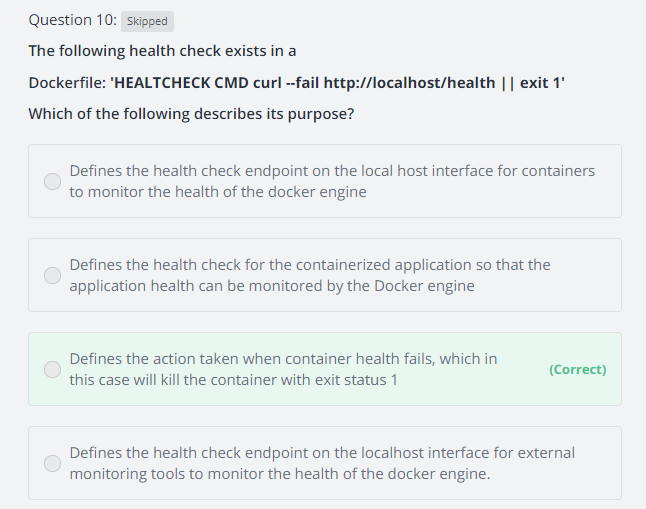 Question 10: Skipped
The following health check exists in a
Dockerfile: 'HEALTCHECK CMD curl --fail http://localhost/health || exit 1'
Which of the following describes its purpose?
Defines the health check endpoint on the local host interface for containers
to monitor the health of the docker engine
Defines the health check for the containerized application so that the
application health can be monitored by the Docker engine
Defines the action taken when container health fails, which in
this case will kill the container with exit status 1
(Correct)
Defines the health check endpoint on the localhost interface for external
monitoring tools to monitor the health of the docker engine.